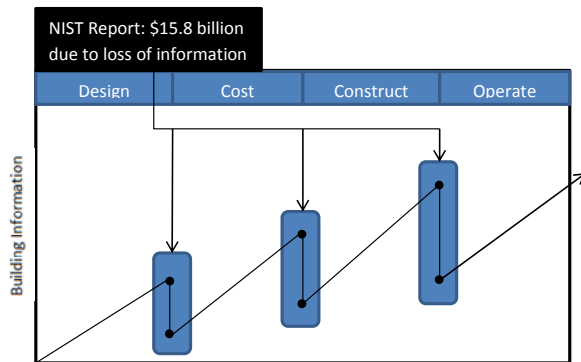 NIST Report: $15.8 billion
due to loss of information
Design
Cost
Construct
Operate
Building Information